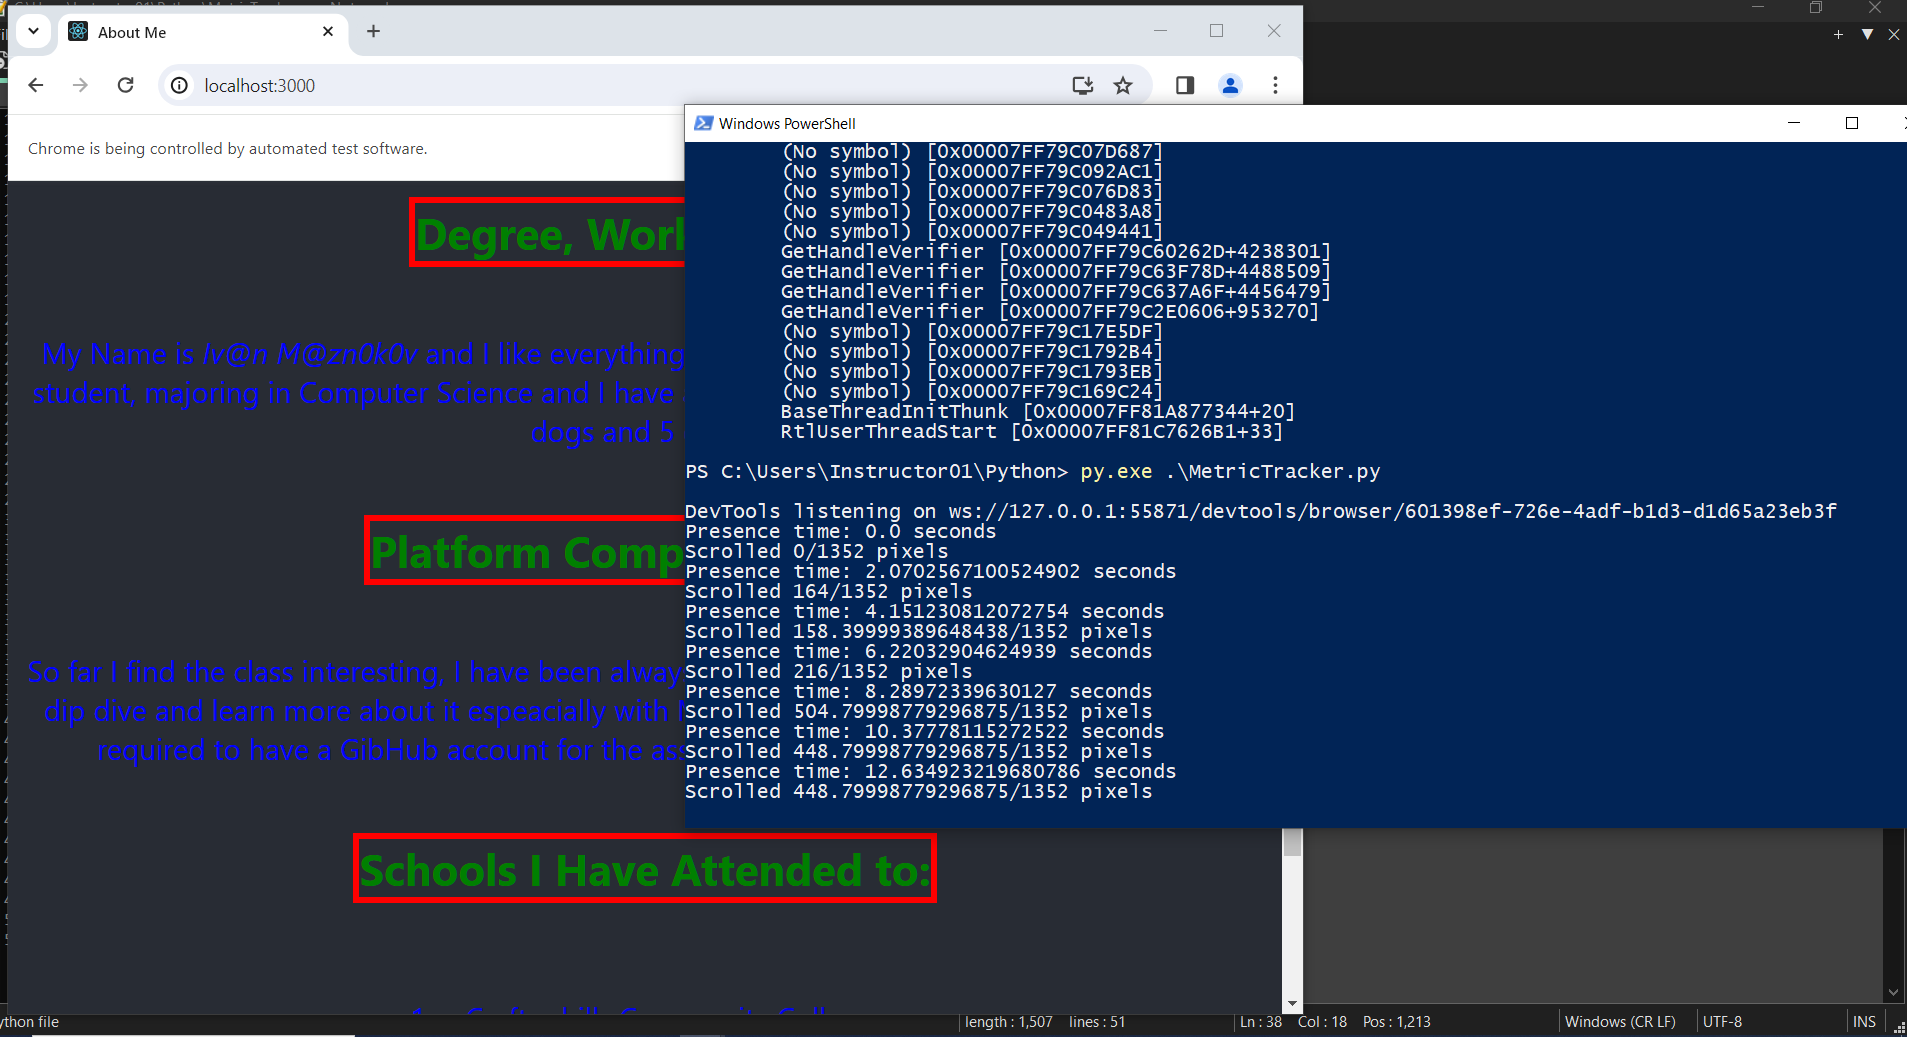 About Me
localhost:3000
Chrome is being controlled by automated test software.
Degree, Work
My Name is Iv@n M@zn0k0v and I like everything
student, majoring in Computer Science and I have
dogs and 5
Platform Comp
So far I find the class interesting, I have been alway
dip dive and learn more about it espeacially with
required to have a GibHub account for the ass
Schools I Have Attended to:
Windows PowerShell
(No symbol) [0x00007FF79C07D687]
(No symbol) [0x00007FF79C092AC1]
(No symbol) [0x00007FF79C076D83]
(No symbol) [0x00007FF79C0483A8]
(No symbol) [0x00007FF79C049441]
GetHandleVerifier [0x00007FF79C60262D+4238301]
GetHandleVerifier [0x00007FF79C63F78D+4488509]
GetHandleVerifier [0x00007FF79C637A6F+4456479]
GetHandleVerifier [0x00007FF79C2E0606+953270]
(No symbol) [0x00007FF79C17E5DF]
(No symbol) [0x00007FF79C1792B4]
(No symbol) [0x00007FF79C1793EB]
(No symbol) [0x00007FF79C169C24]
BaseThreadInitThunk [0x00007FF81A877344+20]
RtlUserThreadStart [0x00007FF81C7626B1+33]
PS C:\Users\Instructor01\Python> py.exe .\MetricTracker.py
DevTools listening on ws://127.0.0.1:55871/devtools/browser/601398ef-726e-4adf-b1d3-d1d65a23eb3f
Presence time: 0.0 seconds
Scrolled 0/1352 pixels
Presence time: 2.0702567100524902 seconds
Scrolled 164/1352 pixels
Presence time: 4.151230812072754 seconds
Scrolled 158.39999389648438/1352 pixels
Presence time: 6.22032904624939 seconds
Scrolled 216/1352 pixels
Presence time: 8.28972339630127 seconds
Scrolled 504.79998779296875/1352 pixels
Presence time: 10.37778115272522 seconds
Scrolled 448.79998779296875/1352 pixels
Presence time: 12.634923219680786 seconds
Scrolled 448.79998779296875/1352 pixels
ython file
length : 1,507 lines : 51
Ln : 38 Col : 18 Pos : 1,213
Windows (CR LF)
UTF-8
INS